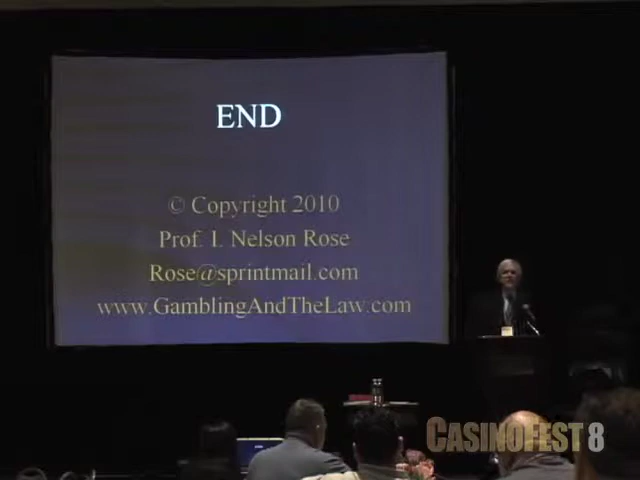 END
© Copyright 2010
Prof. I. Nelson Rose
Rose@sprintmail.com
www.GamblingAndTheLaw.com
CASINOFEST 8